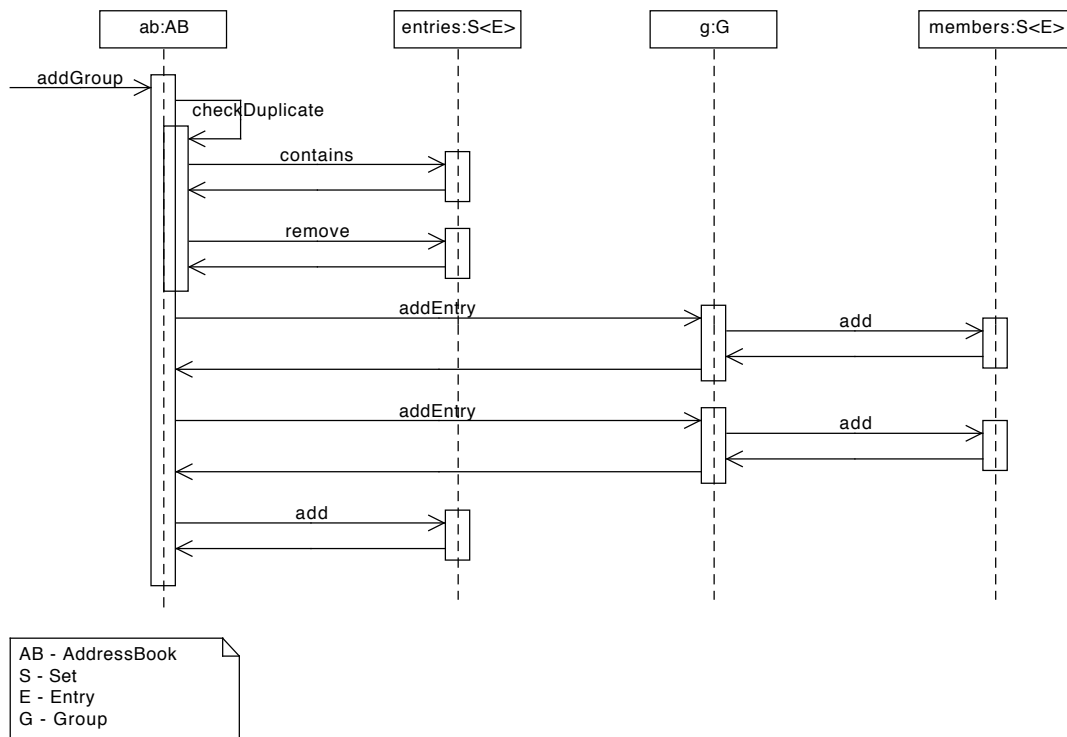 ab:AB
entries:S<E>
g:G
members:S<E>
addGroup
checkDuplicate
contains
remove
addEntry
add
addEntry
add
add
AB - AddressBook
S - Set
E - Entry
G - Group